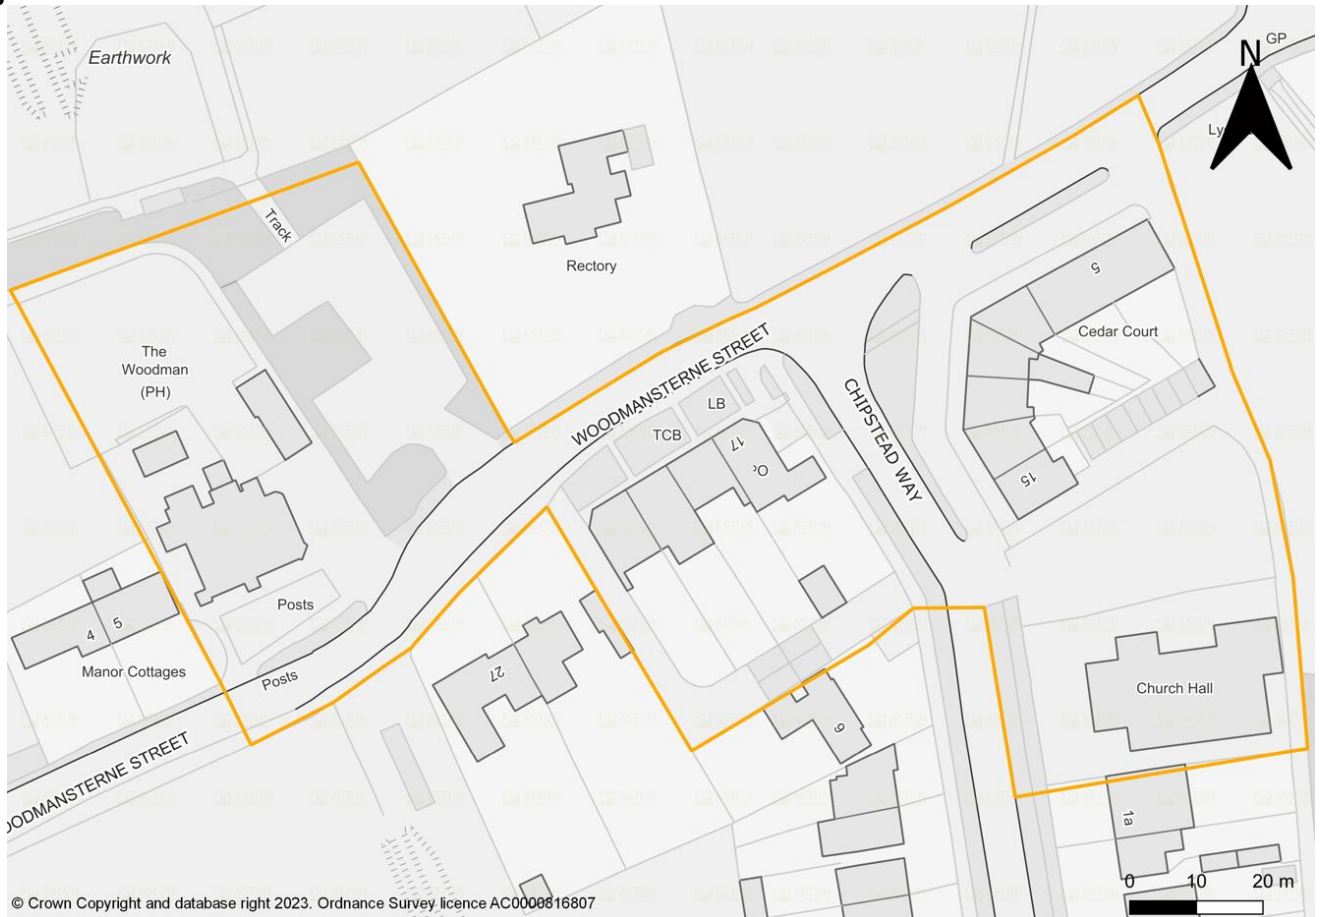 Earthwork
GP
N
Track
Rectory
5
Cedar Court
The
Woodman
(PH)
WOODMANSTERNE STREET
CHIPSTEAD WAY
LB
TCB
17
PO
15
Posts
4
5
Manor Cottages
Posts
27
9
Church Hall
WOODMANSTERNE STREET
1a
0 10 20 m
© Crown Copyright and database right 2023. Ordnance Survey licence AC0000816807